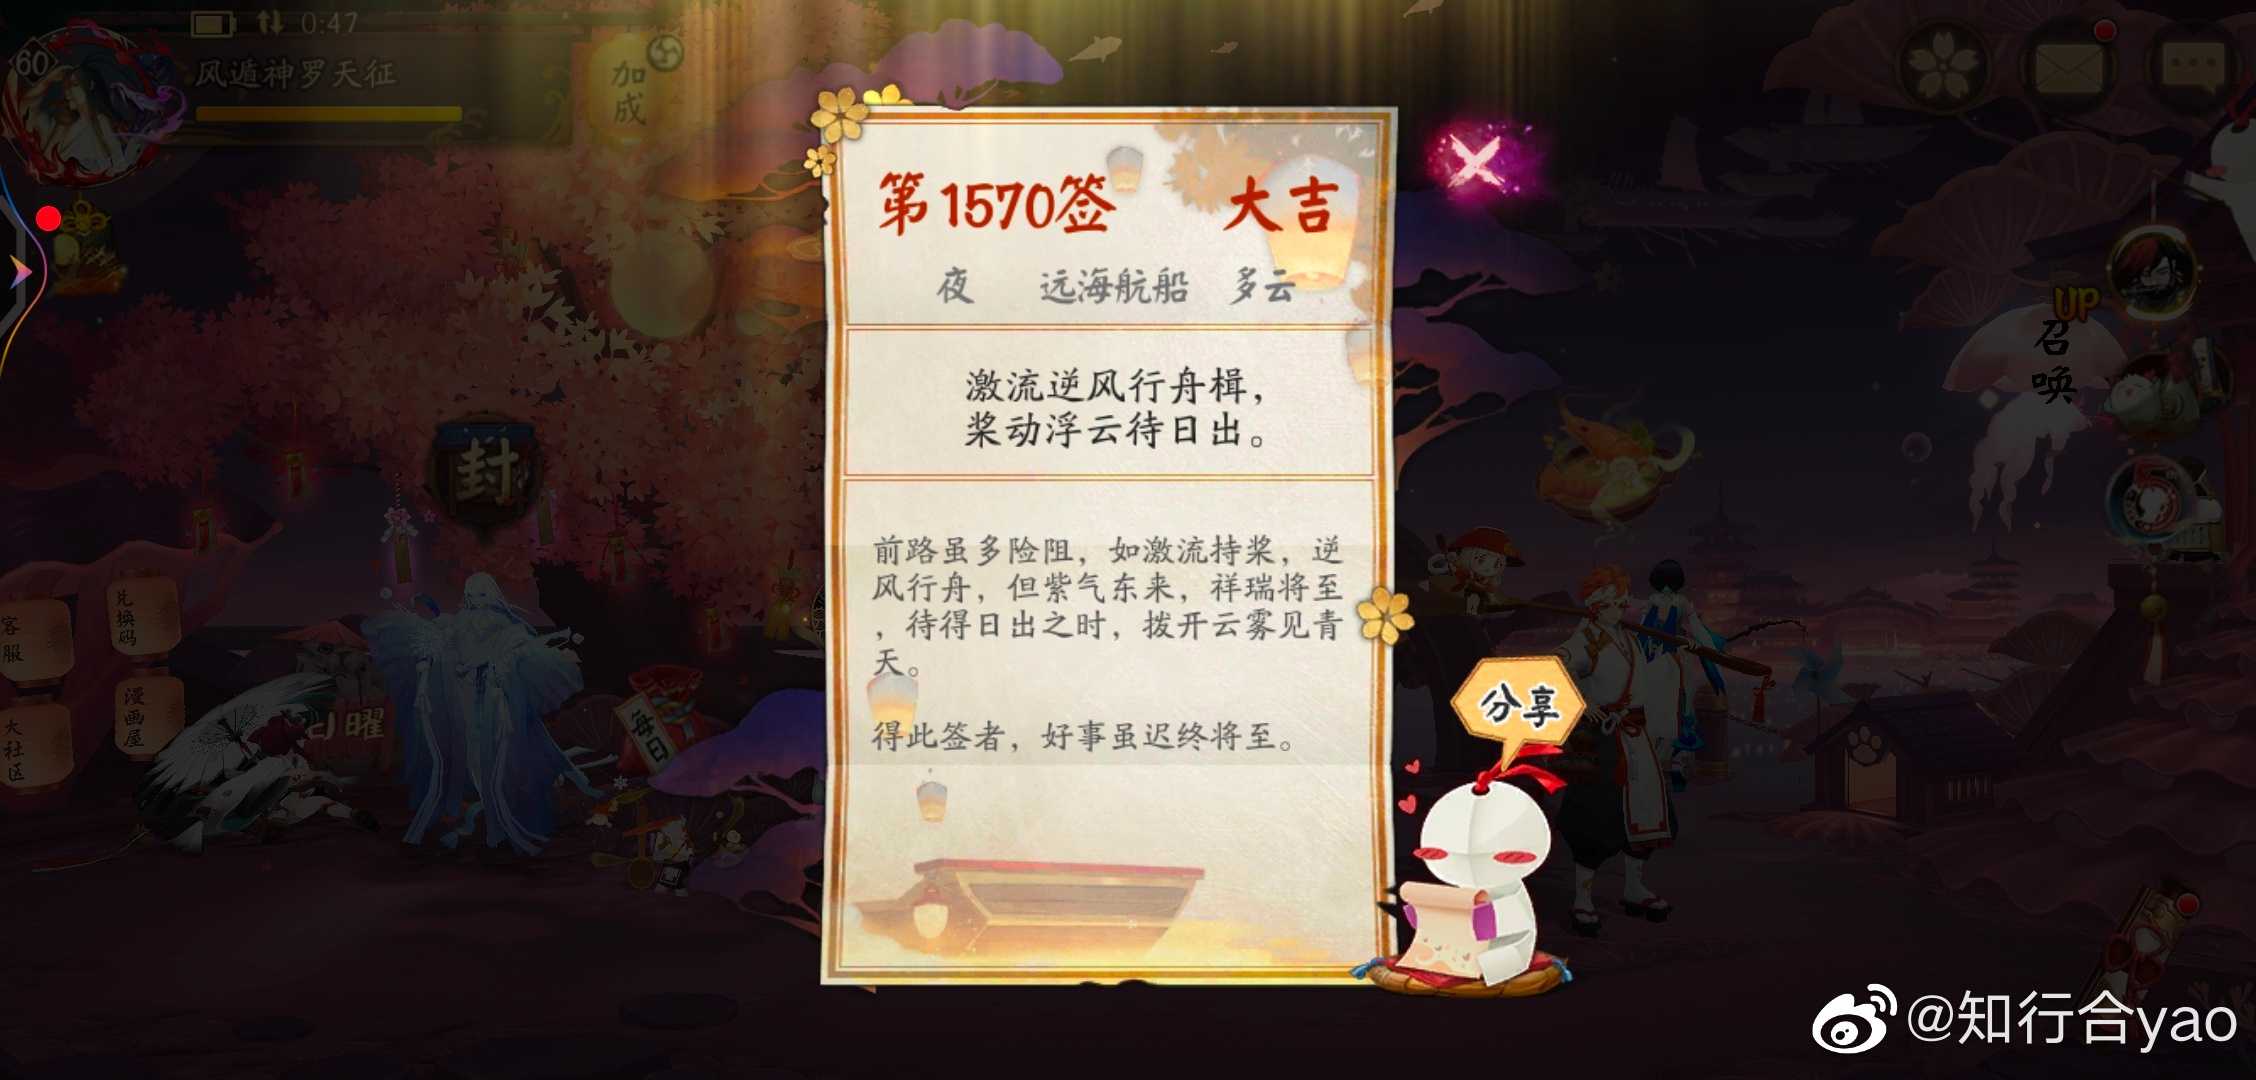 0:47
60
风遁神罗天征
加成
第1570签 大吉
夜 远海航船 多云
激流逆风行舟楫，
桨动浮云待日出。
前路虽多险阻，如激流持桨，逆
风行舟，但紫气东来，祥瑞将至
，待得日出之时，拨开云雾见青
天。
得此签者，好事虽迟终将至。
分享
封
UP
召唤
客服
兑换码
大社区
漫画屋
日曜
每日
@知行合yao